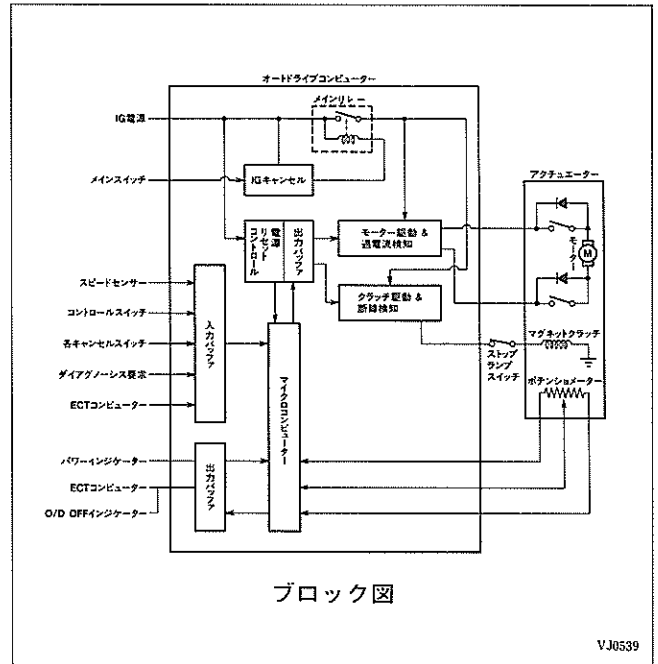 オートドライブコンピューター
メインリレー
IG電源
メインスイッチ
IGキャンセル
アクチュエーター
電源
リセット
コントロール
出力バッファ
モーター駆動 &
過電流検知
モーター
M
クラッチ駆動 &
断線検知
スピードセンサー
コントロールスイッチ
各キャンセルスイッチ
ダイアグノーシス要求
ECTコンピューター
入力バッファ
マイクロコンピューター
ストップ
ランプ
スイッチ
マグネットクラッチ
ポテンショメーター
パワーインジケーター
ECTコンピューター
O/D OFFインジケーター
出力バッファ
ブロック図
VJ0539